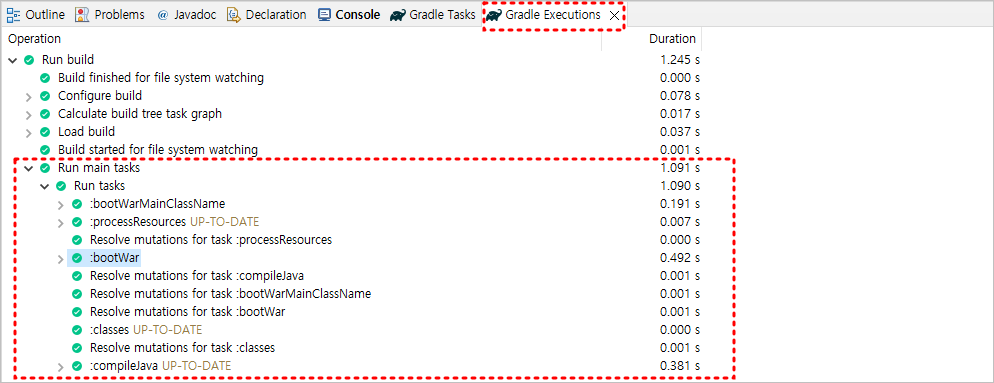 Outline Problems @ Javadoc Declaration Console Gradle Tasks Gradle Executions
Operation Duration
Run build 1.245 s
Build finished for file system watching 0.000 s
Configure build 0.078 s
Calculate build tree task graph 0.017 s
Load build 0.037 s
Build started for file system watching 0.001 s
Run main tasks 1.091 s
Run tasks 1.090 s
:bootWarMainClassName 0.191 s
:processResources UP-TO-DATE 0.007 s
Resolve mutations for task :processResources 0.000 s
:bootWar 0.492 s
Resolve mutations for task :compileJava 0.001 s
Resolve mutations for task :bootWarMainClassName 0.001 s
Resolve mutations for task :bootWar 0.001 s
:classes UP-TO-DATE 0.000 s
Resolve mutations for task :classes 0.001 s
:compileJava UP-TO-DATE 0.381 s